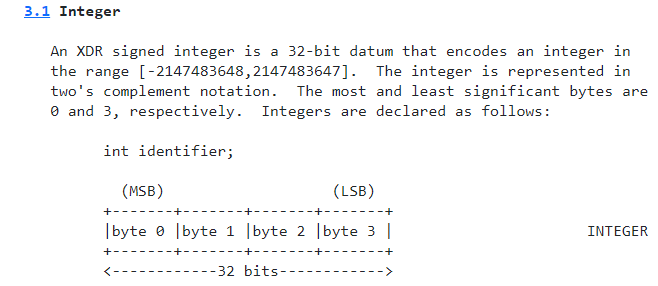 3.1 Integer
An XDR signed integer is a 32-bit datum that encodes an integer in
the range [-2147483648,2147483647].  The integer is represented in
two's complement notation.  The most and least significant bytes are
0 and 3, respectively.  Integers are declared as follows:
int identifier;
(MSB)                   (LSB)
+-------+-------+-------+-------+
|byte 0 |byte 1 |byte 2 |byte 3 |                      INTEGER
+-------+-------+-------+-------+
<------------32 bits------------>